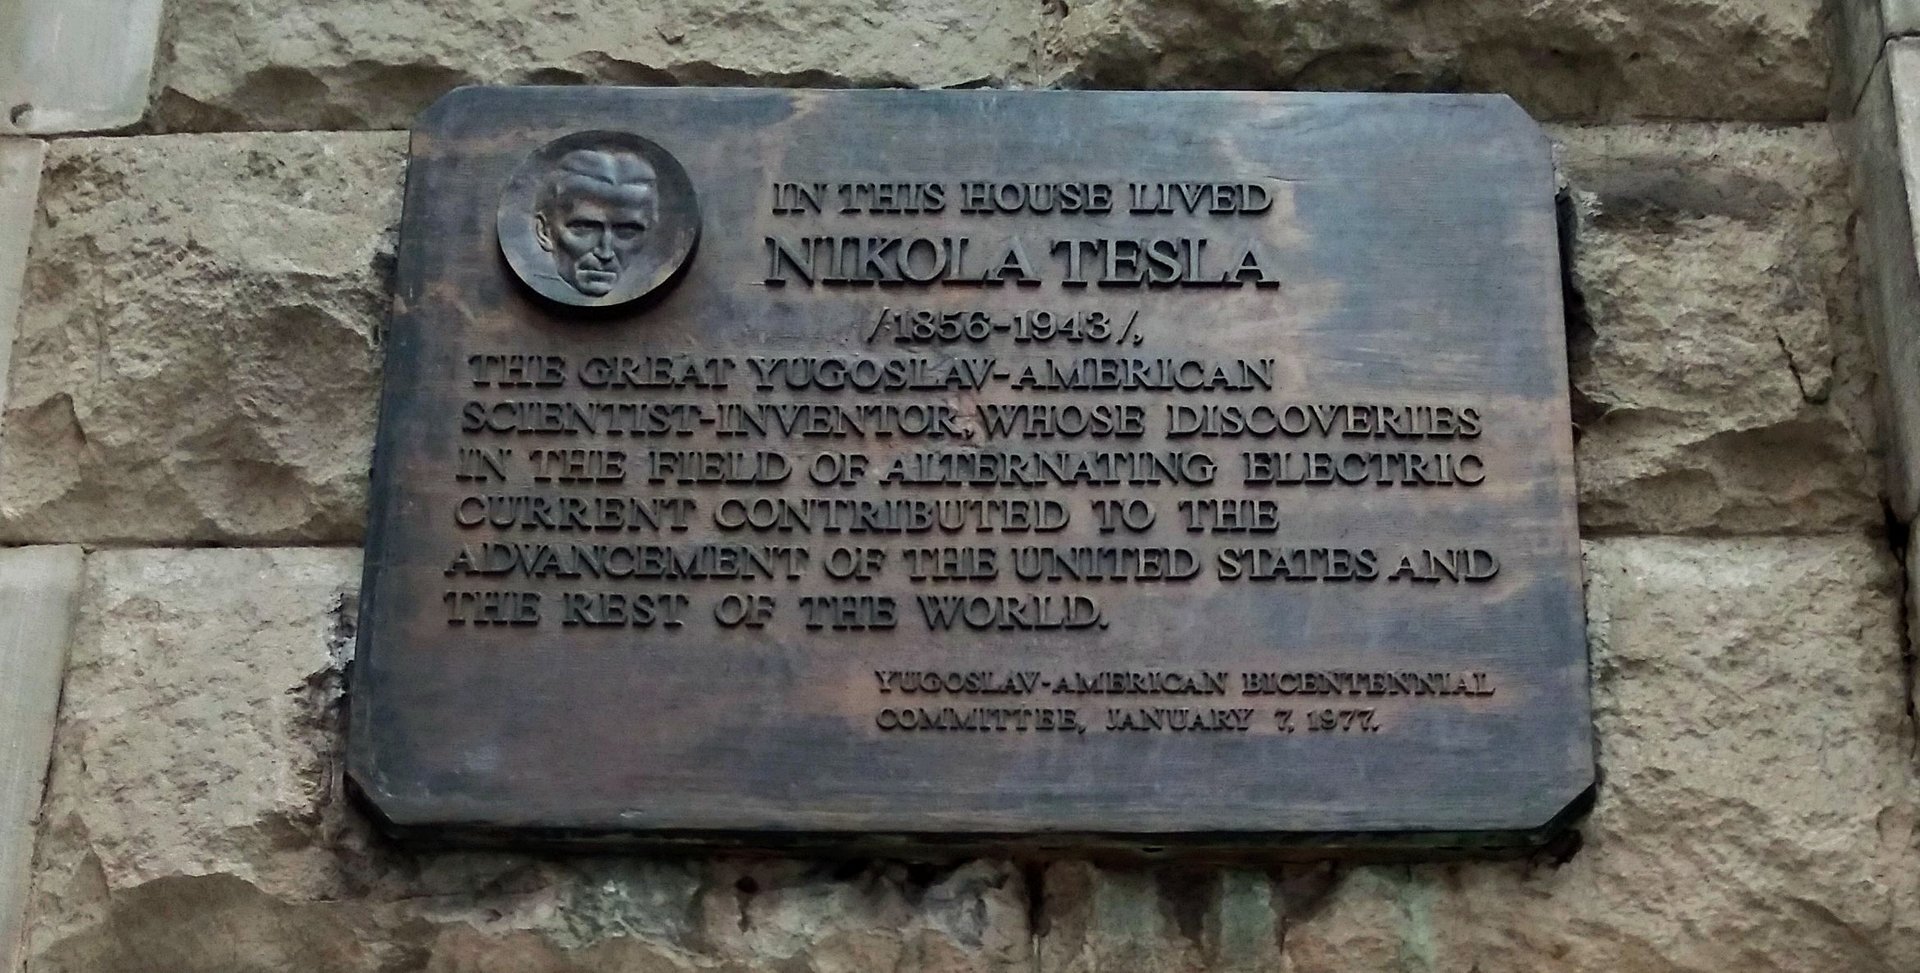 IN THIS HOUSE LIVED
NIKOLA TESLA
/1856-1943/,
THE GREAT YUGOSLAV-AMERICAN
SCIENTIST-INVENTOR, WHOSE DISCOVERIES
IN THE FIELD OF ALTERNATING ELECTRIC
CURRENT CONTRIBUTED TO THE
ADVANCEMENT OF THE UNITED STATES AND
THE REST OF THE WORLD.
YUGOSLAV-AMERICAN BICENTENNIAL
COMMITTEE, JANUARY 7, 1977.